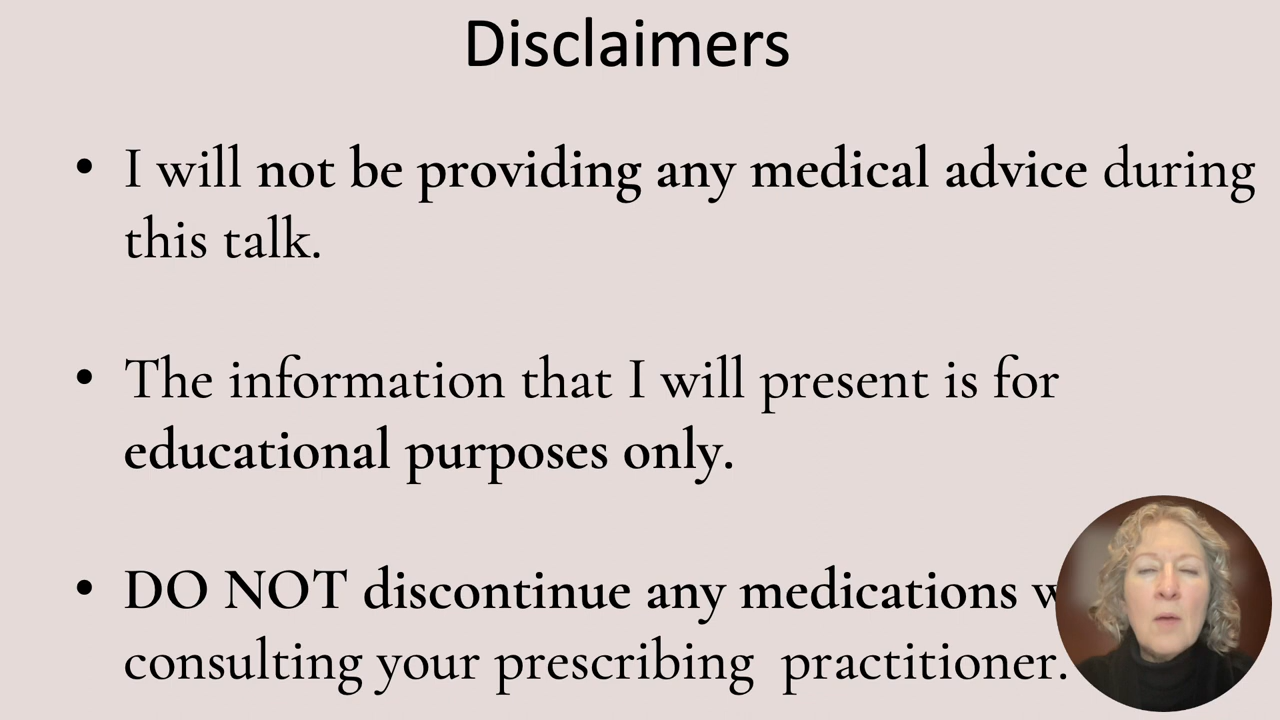 Disclaimers
• I will not be providing any medical advice during
this talk.
• The information that I will present is for
educational purposes only.
• DO NOT discontinue any medications
consulting your prescribing practitioner.